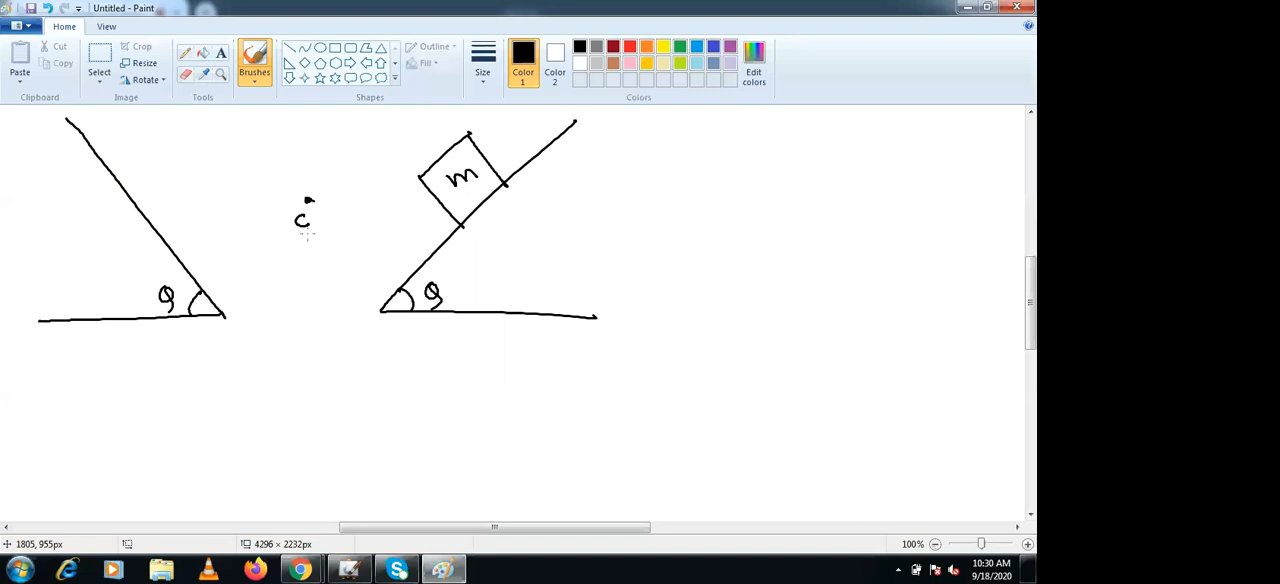 Untitled - Paint
Home
View
Paste
Cut
Copy
Clipboard
Select
Crop
Resize
Rotate
Image
A
Tools
Brushes
Outline
Fill
Shapes
Size
Color
1
Color
2
Edit
colors
Colors
m
C
θ
θ
1805, 955px
4296 × 2232px
100%
10:30 AM
9/18/2020